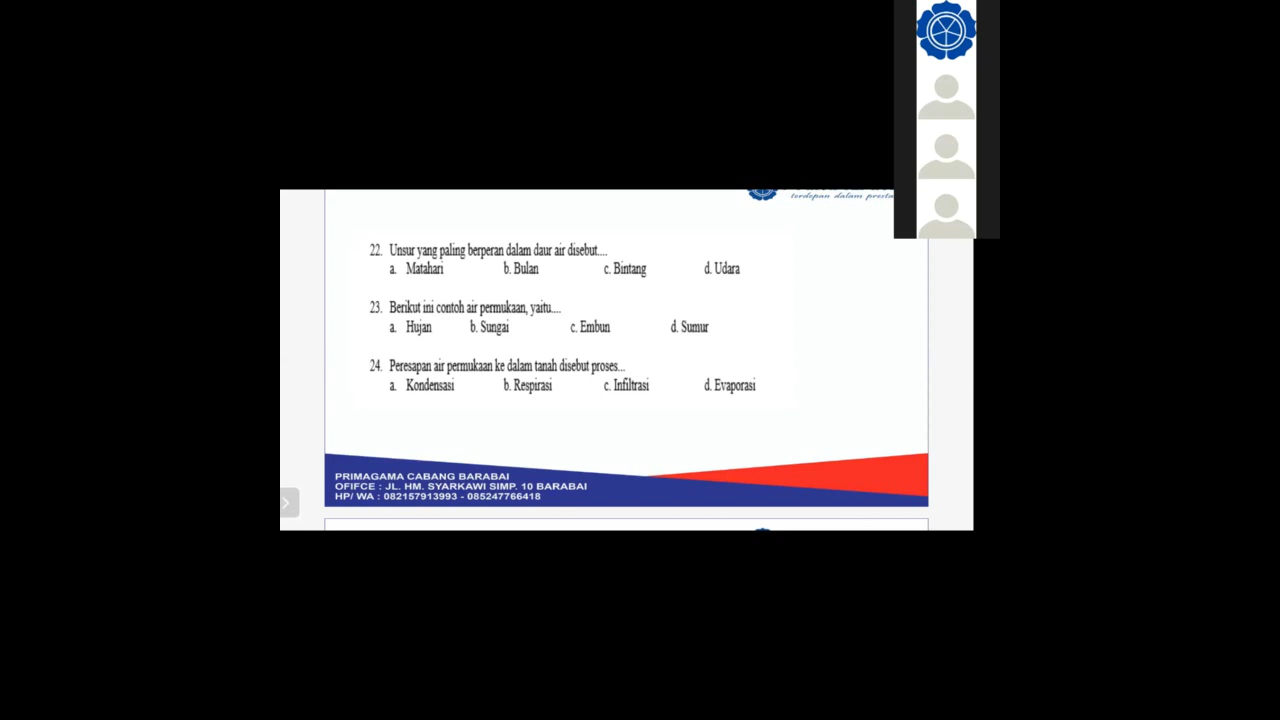 terdepan dalam
22. Unsur yang paling berperan dalam daur air disebut....
a. Matahari b. Bulan c. Bintang d. Udara
23. Berikut ini contoh air permukaan, yaitu....
a. Hujan b. Sungai c. Embun d. Sumur
24. Peresapan air permukaan ke dalam tanah disebut proses...
a. Kondensasi b. Respirasi c. Infiltrasi d. Evaporasi
PRIMAGAMA CABANG BARABAI
OFIFCE : JL. HM. SYARKAWI SIMP. 10 BARABAI
HP/ WA : 082157913993 - 085247766418